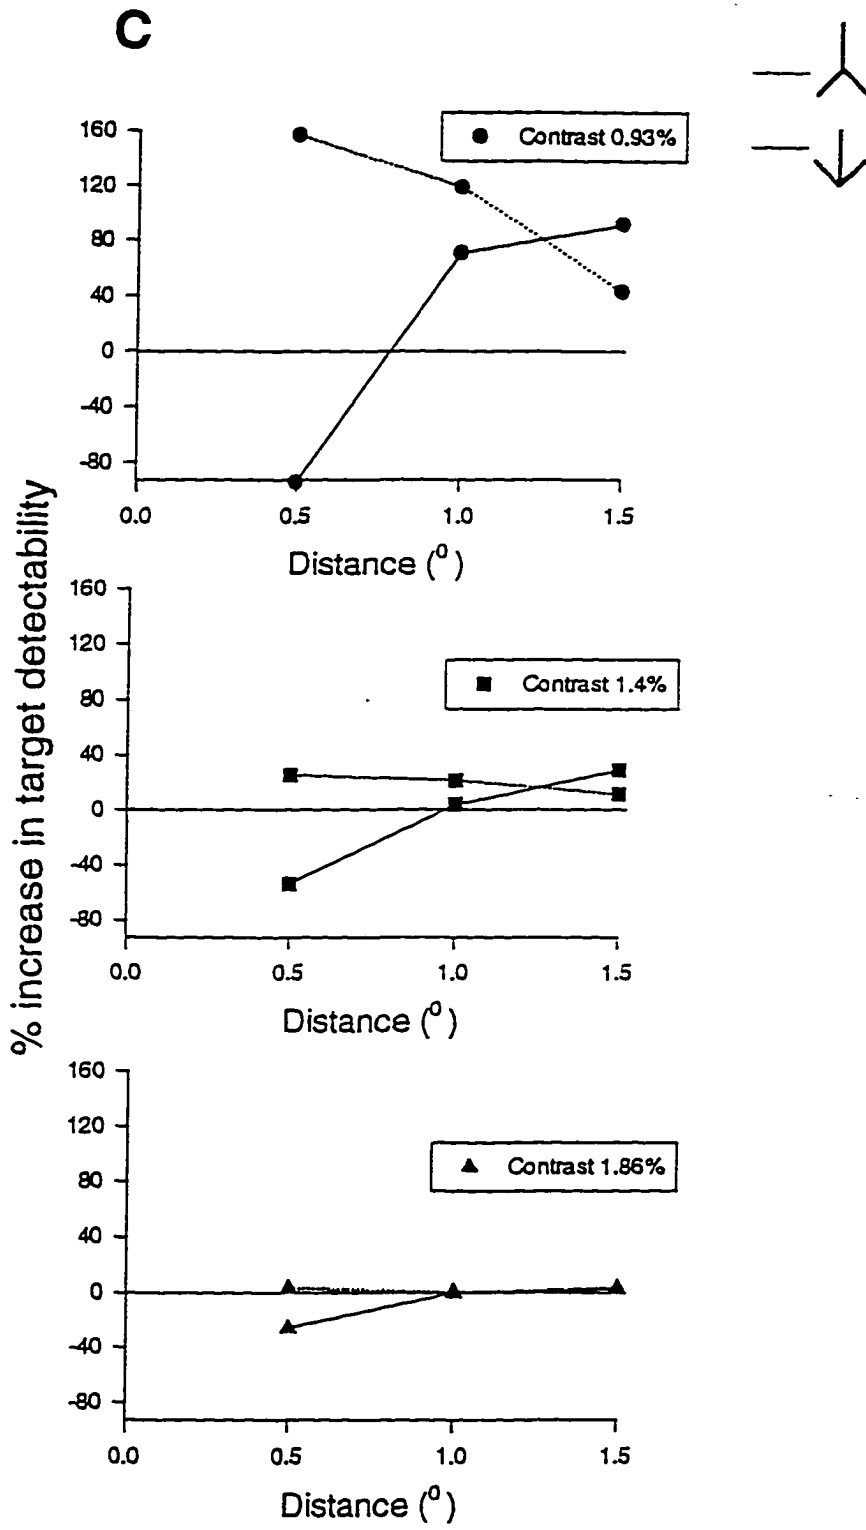 C
% increase in target detectability
160
Contrast 0.93%
120
80
40
0
-40
-80
0.0 0.5 1.0 1.5
Distance (°)
160
120
Contrast 1.4%
80
40
0
-40
-80
0.0 0.5 1.0 1.5
Distance (°)
160
120
Contrast 1.86%
80
40
0
-40
-80
0.0 0.5 1.0 1.5
Distance (°)